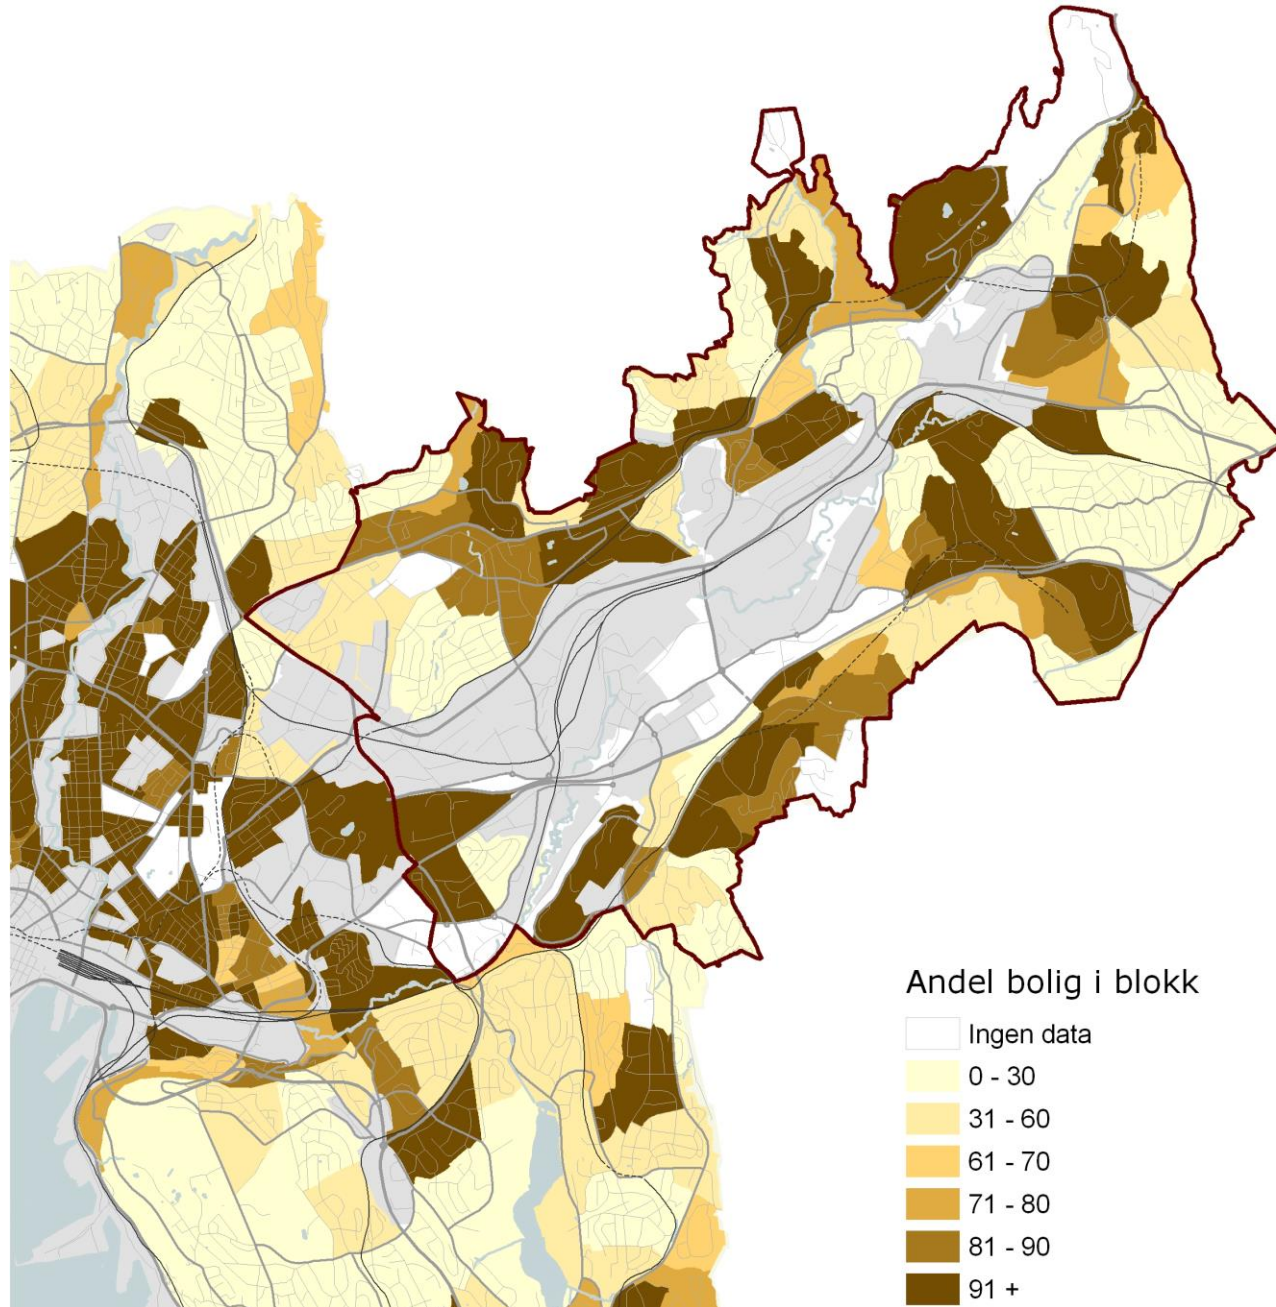 Andel bolig i blokk
Ingen data
0 - 30
31 - 60
61 - 70
71 - 80
81 - 90
91 +